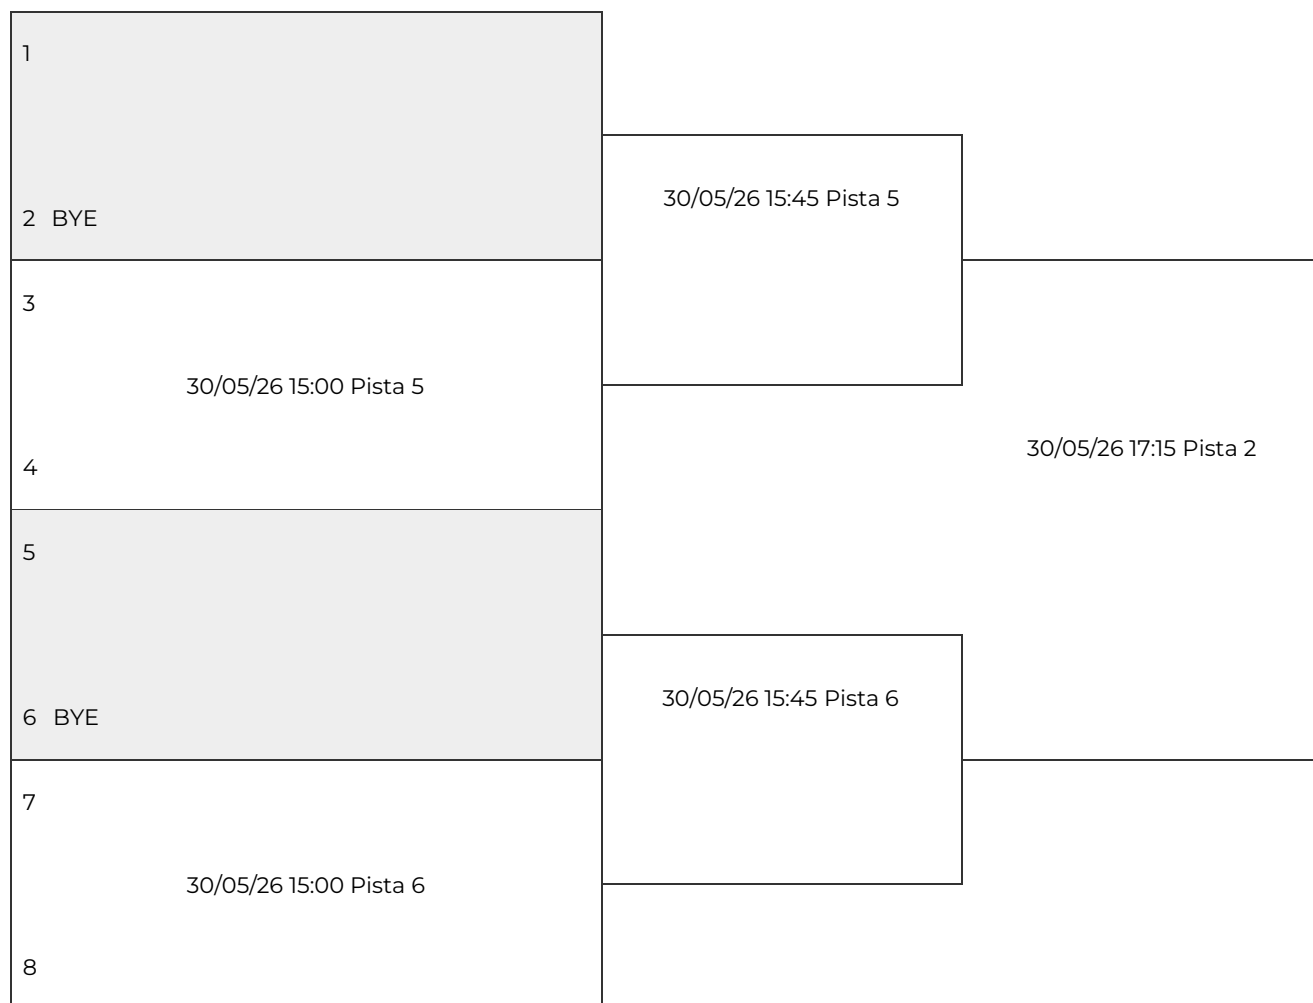 1
2 BYE
3
30/05/26 15:00 Pista 5
4
5
6 BYE
7
30/05/26 15:00 Pista 6
8
30/05/26 15:45 Pista 5
30/05/26 15:45 Pista 6
30/05/26 17:15 Pista 2